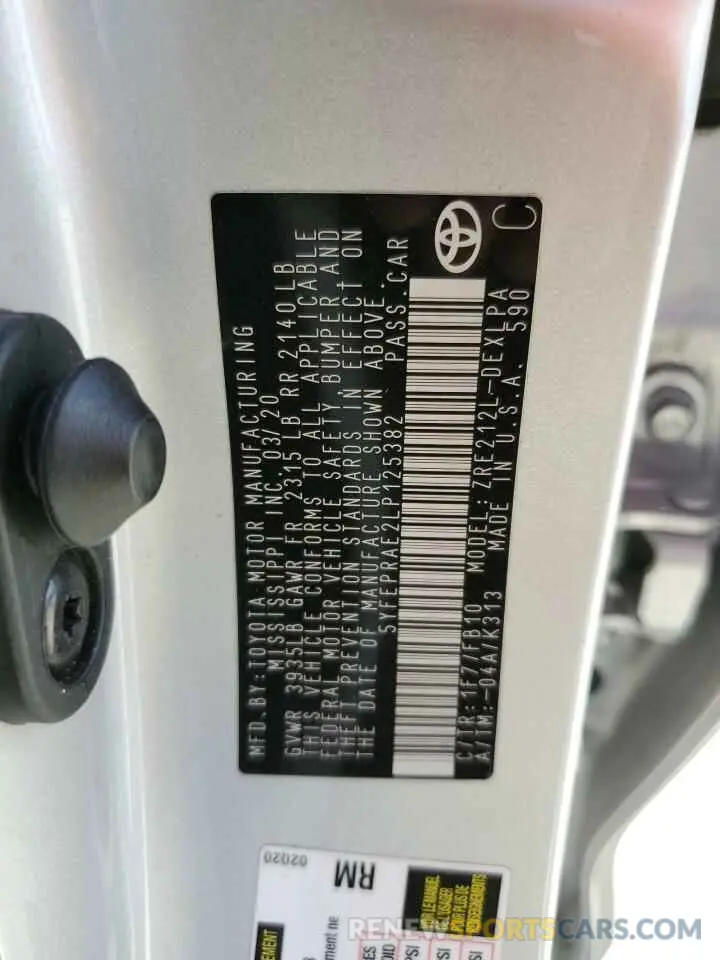 MFD.BY:TOYOTA MOTOR MANUFACTURING
MISSISSIPPI INC. 03/20
GVWR 3935LB GAWR FR 2315 LB RR 2140LB
THIS VEHICLE CONFORMS TO ALL APPLICABLE
FEDERAL MOTOR VEHICLE SAFETY BUMPER AND
THEFT PREVENTION STANDARDS IN EFFECT ON
THE DATE OF MANUFACTURE SHOWN ABOVE.
5YFEPRAE2LP125382 PASS.CAR
C/TR:1F7/FB10 MODEL: ZRE212L-DEXLPA
A/TM:-04A/K313 MADE IN U.S.A. 590
C
02020
RM
RENEWSPORTSCARS.COM